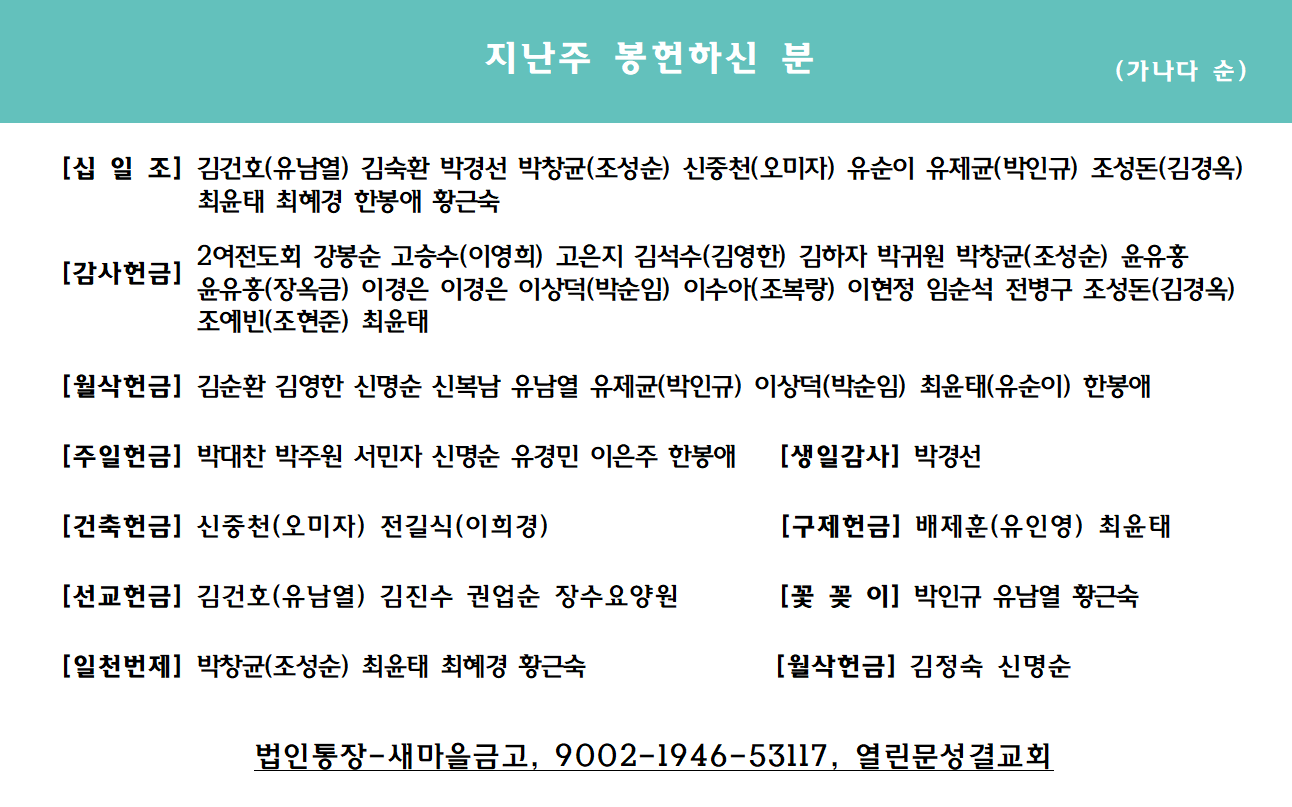 지난주 봉헌하신 분
(가나다 순)
[십 일 조] 김건호(유남열) 김숙환 박경선 박창균(조성순) 신중천(오미자) 유순이 유제균(박인규) 조성돈(김경옥)
최윤태 최혜경 한봉애 황근숙
[감사헌금] 2여전도회 강봉순 고승수(이영희) 고은지 김석수(김영한) 김하자 박귀원 박창균(조성순) 윤유홍
윤유홍(장옥금) 이경은 이경은 이상덕(박순임) 이수아(조복랑) 이현정 임순석 전병구 조성돈(김경옥)
조예빈(조현준) 최윤태
[월삭헌금] 김순환 김영한 신명순 신복남 유남열 유제균(박인규) 이상덕(박순임) 최윤태(유순이) 한봉애
[주일헌금] 박대찬 박주원 서민자 신명순 유경민 이은주 한봉애 [생일감사] 박경선
[건축헌금] 신중천(오미자) 전길식(이희경) [구제헌금] 배제훈(유인영) 최윤태
[선교헌금] 김건호(유남열) 김진수 권업순 장수요양원 [꽃 꽂 이] 박인규 유남열 황근숙
[일천번제] 박창균(조성순) 최윤태 최혜경 황근숙 [월삭헌금] 김정숙 신명순
법인통장-새마을금고, 9002-1946-53117, 열린문성결교회